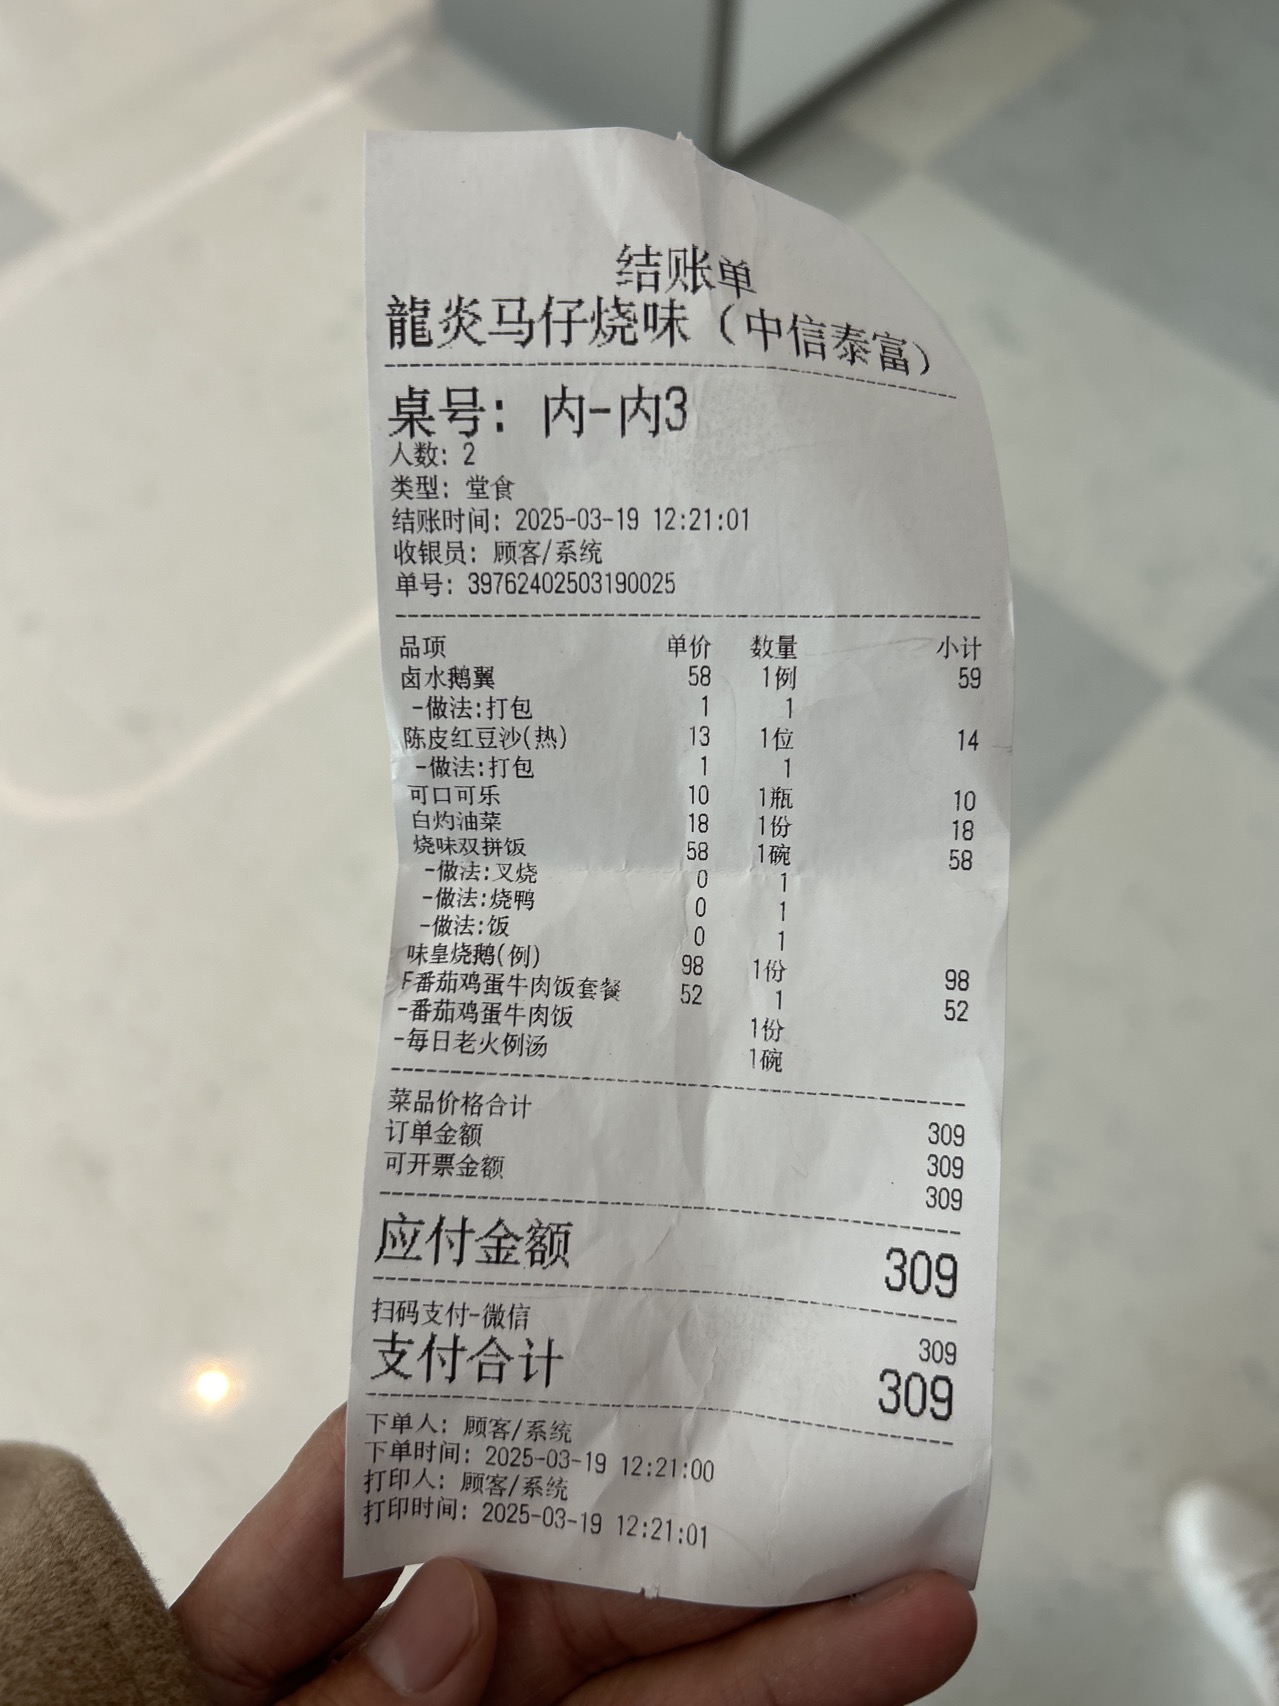 结账单
龍炎马仔烧味（中信泰富）
桌号: 内-内3
人数: 2
类型: 堂食
结账时间: 2025-03-19 12:21:01
收银员: 顾客/系统
单号: 39762402503190025
品项 单价 数量 小计
卤水鹅翼 58 1例 59
-做法:打包 1 1
陈皮红豆沙(热) 13 1位 14
-做法:打包 1 1
可口可乐 10 1瓶 10
白灼油菜 18 1份 18
烧味双拼饭 58 1碗 58
-做法:叉烧 0 1
-做法:烧鸭 0 1
-做法:饭 0 1
味皇烧鹅(例) 98 1份 98
F番茄鸡蛋牛肉饭套餐 52 1 52
-番茄鸡蛋牛肉饭 1份
-每日老火例汤 1碗
菜品价格合计 309
订单金额 309
可开票金额 309
应付金额 309
扫码支付-微信 309
支付合计 309
下单人: 顾客/系统
下单时间: 2025-03-19 12:21:00
打印人: 顾客/系统
打印时间: 2025-03-19 12:21:01